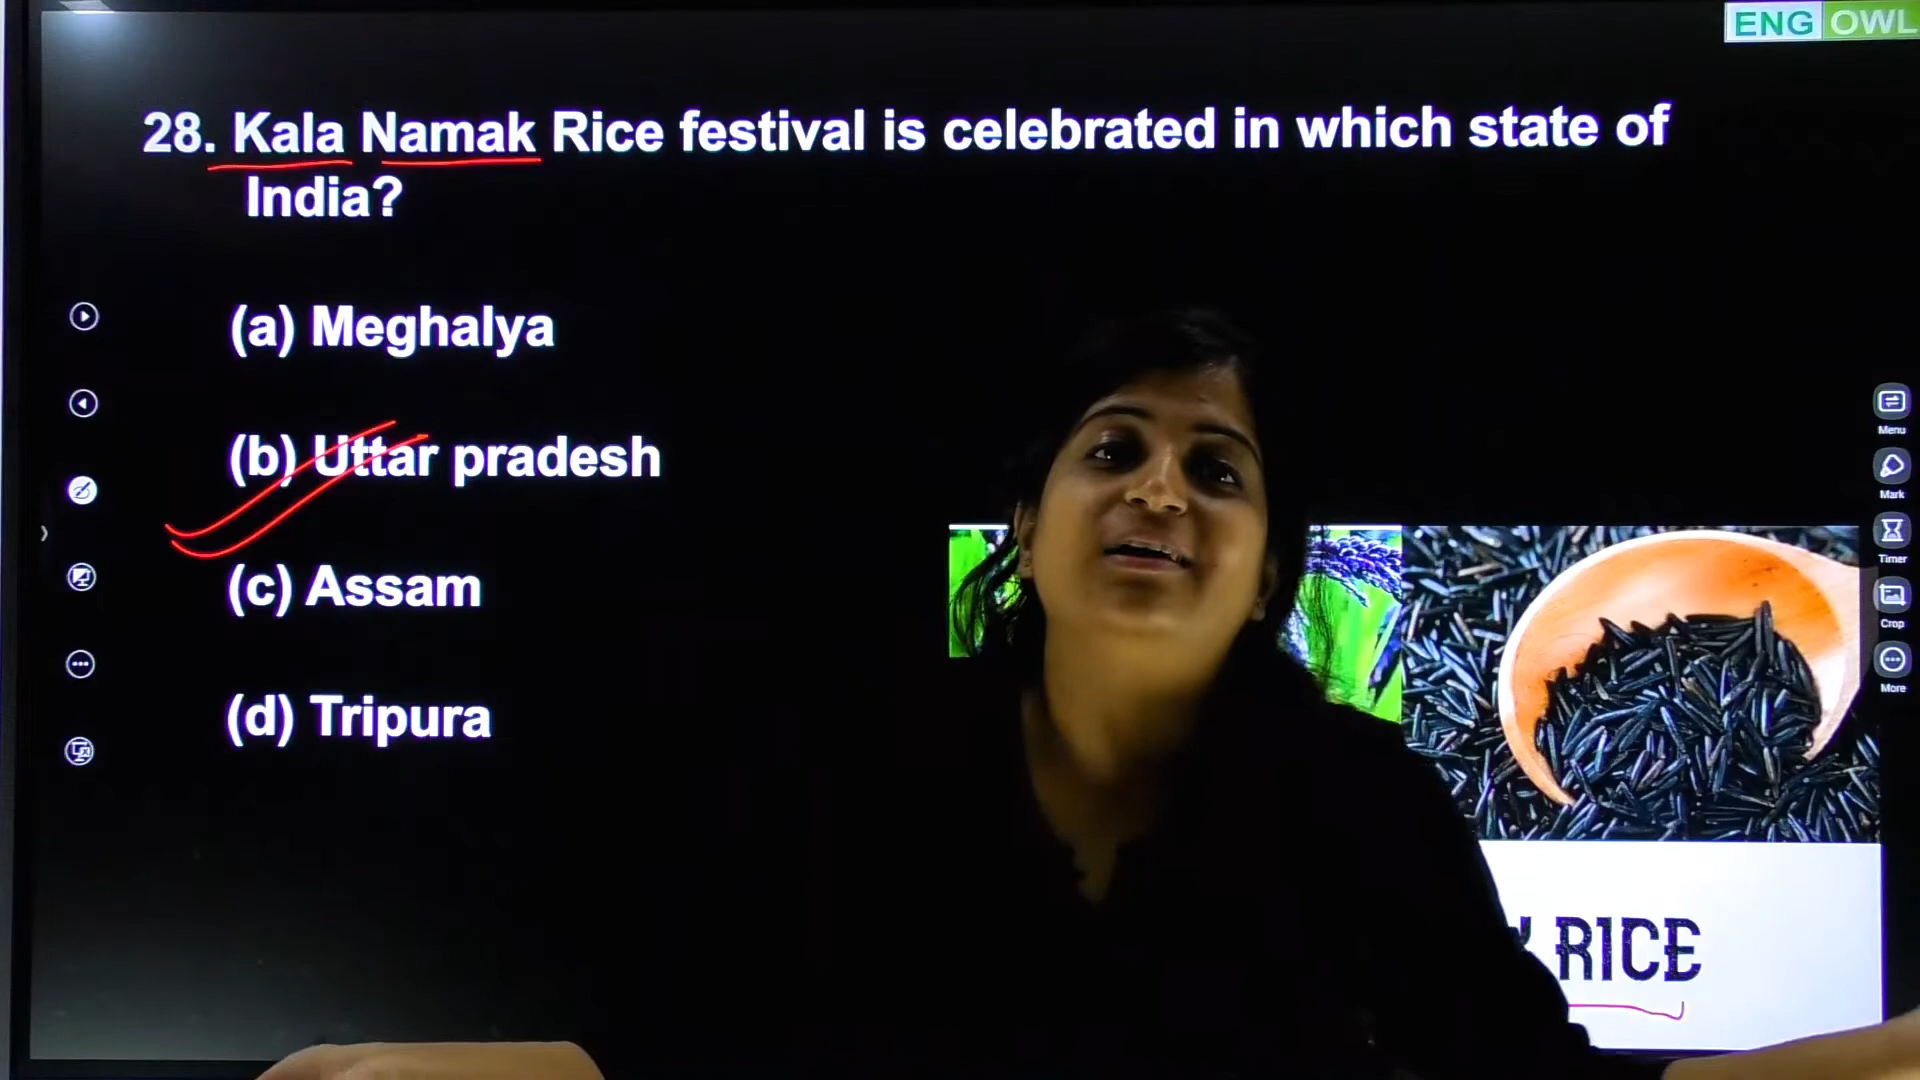 ENG OWL
28. Kala Namak Rice festival is celebrated in which state of
India?
(a) Meghalya
(b) Uttar pradesh
(c) Assam
(d) Tripura
Menu
Mark
Timer
Crop
More
RICE